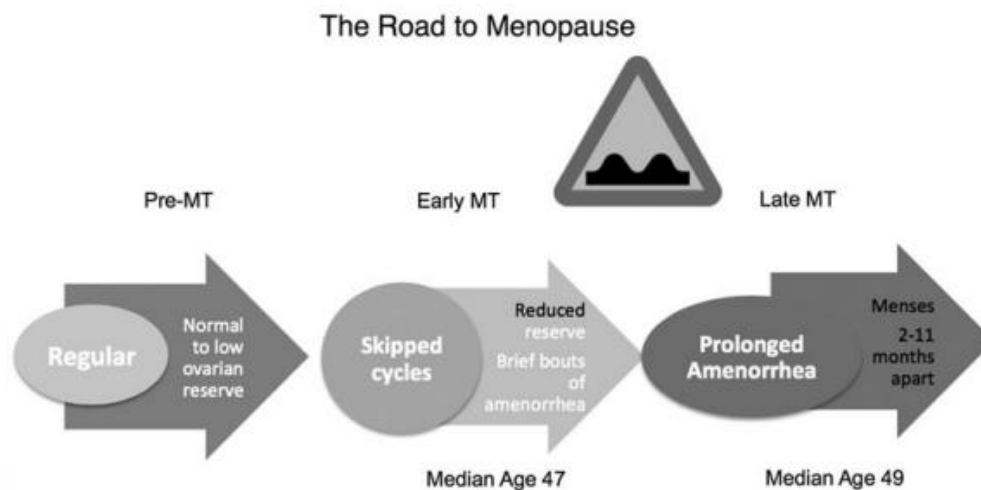 The Road to Menopause
Pre-MT
Early MT
Late MT
Regular
Normal
to low
ovarian
reserve
Skipped
cycles
Reduced
reserve
Brief bouts
of
amenorrhea
Prolonged
Amenorrhea
Menses
2-11
months
apart
Median Age 47
Median Age 49